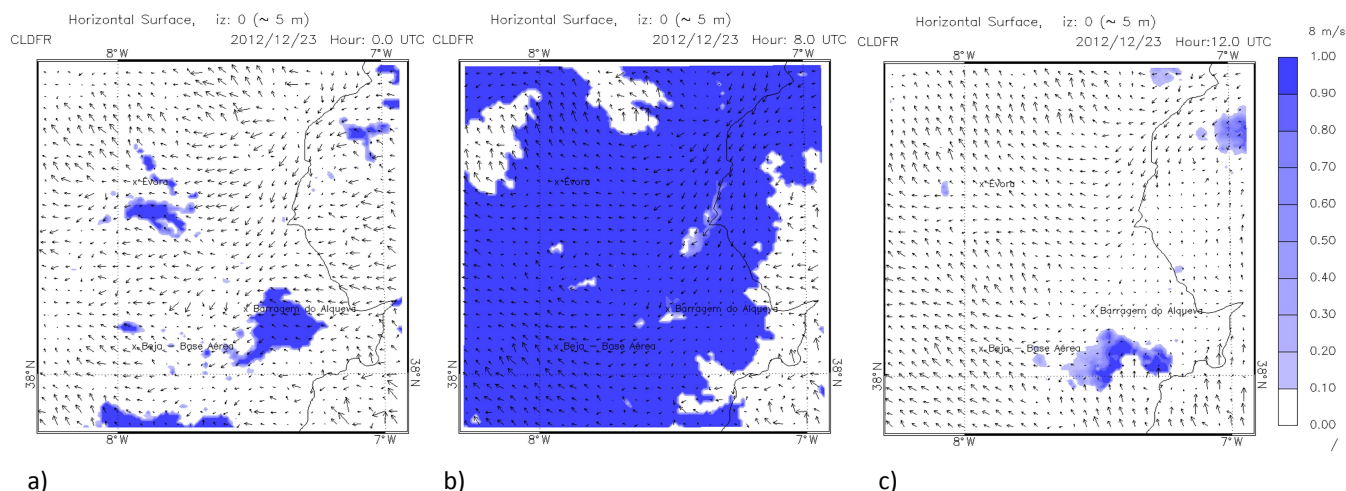 Horizontal Surface, iz: 0 (~ 5 m)
CLDFR 2012/12/23 Hour: 0.0 UTC
8°W
x Evora
x Barragem do Alqueva
x Beja — Base Aérea
38°N 38°N
8°W 7°W
a)
Horizontal Surface, iz: 0 (~ 5 m)
CLDFR 2012/12/23 Hour: 8.0 UTC
8°W 7°W
x Evora
x Barragem do Alqueva
x Beja — Base Aérea
38°N 38°N
8°W 7°W
b)
Horizontal Surface, iz: 0 (~ 5 m)
CLDFR 2012/12/23 Hour:12.0 UTC
8°W
x Evora
x Barragem do Alqueva
x Beja — Base Aérea
38°N 38°N
8°W 7°W
c)
8 m/s
1.00
0.90
0.80
0.70
0.60
0.50
0.40
0.30
0.20
0.10
0.00
/